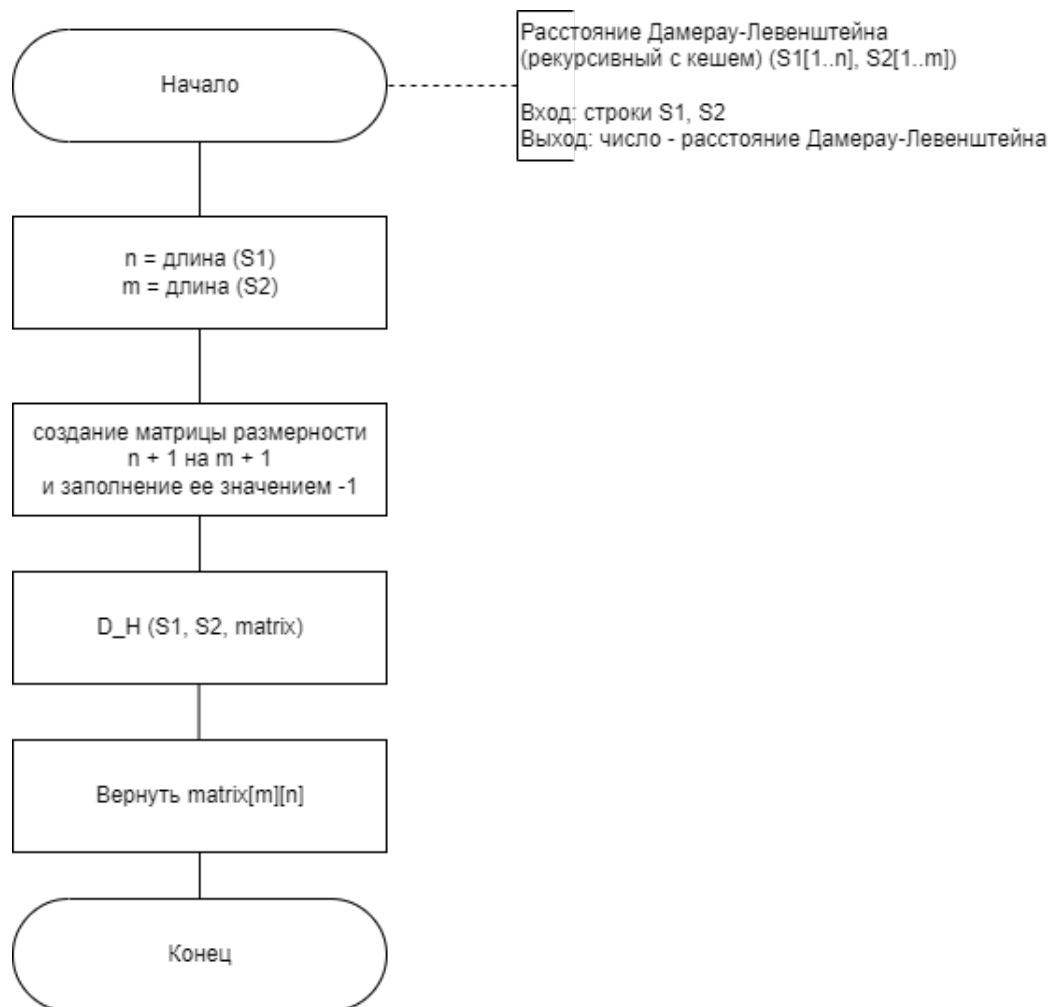 Начало
Расстояние Дамерау-Левенштейна
(рекурсивный с кешем) (S1[1..n], S2[1..m])
Вход: строки S1, S2
Выход: число - расстояние Дамерау-Левенштейна
n = длина (S1)
m = длина (S2)
создание матрицы размерности
n + 1 на m + 1
и заполнение ее значением -1
D_H (S1, S2, matrix)
Вернуть matrix[m][n]
Конец